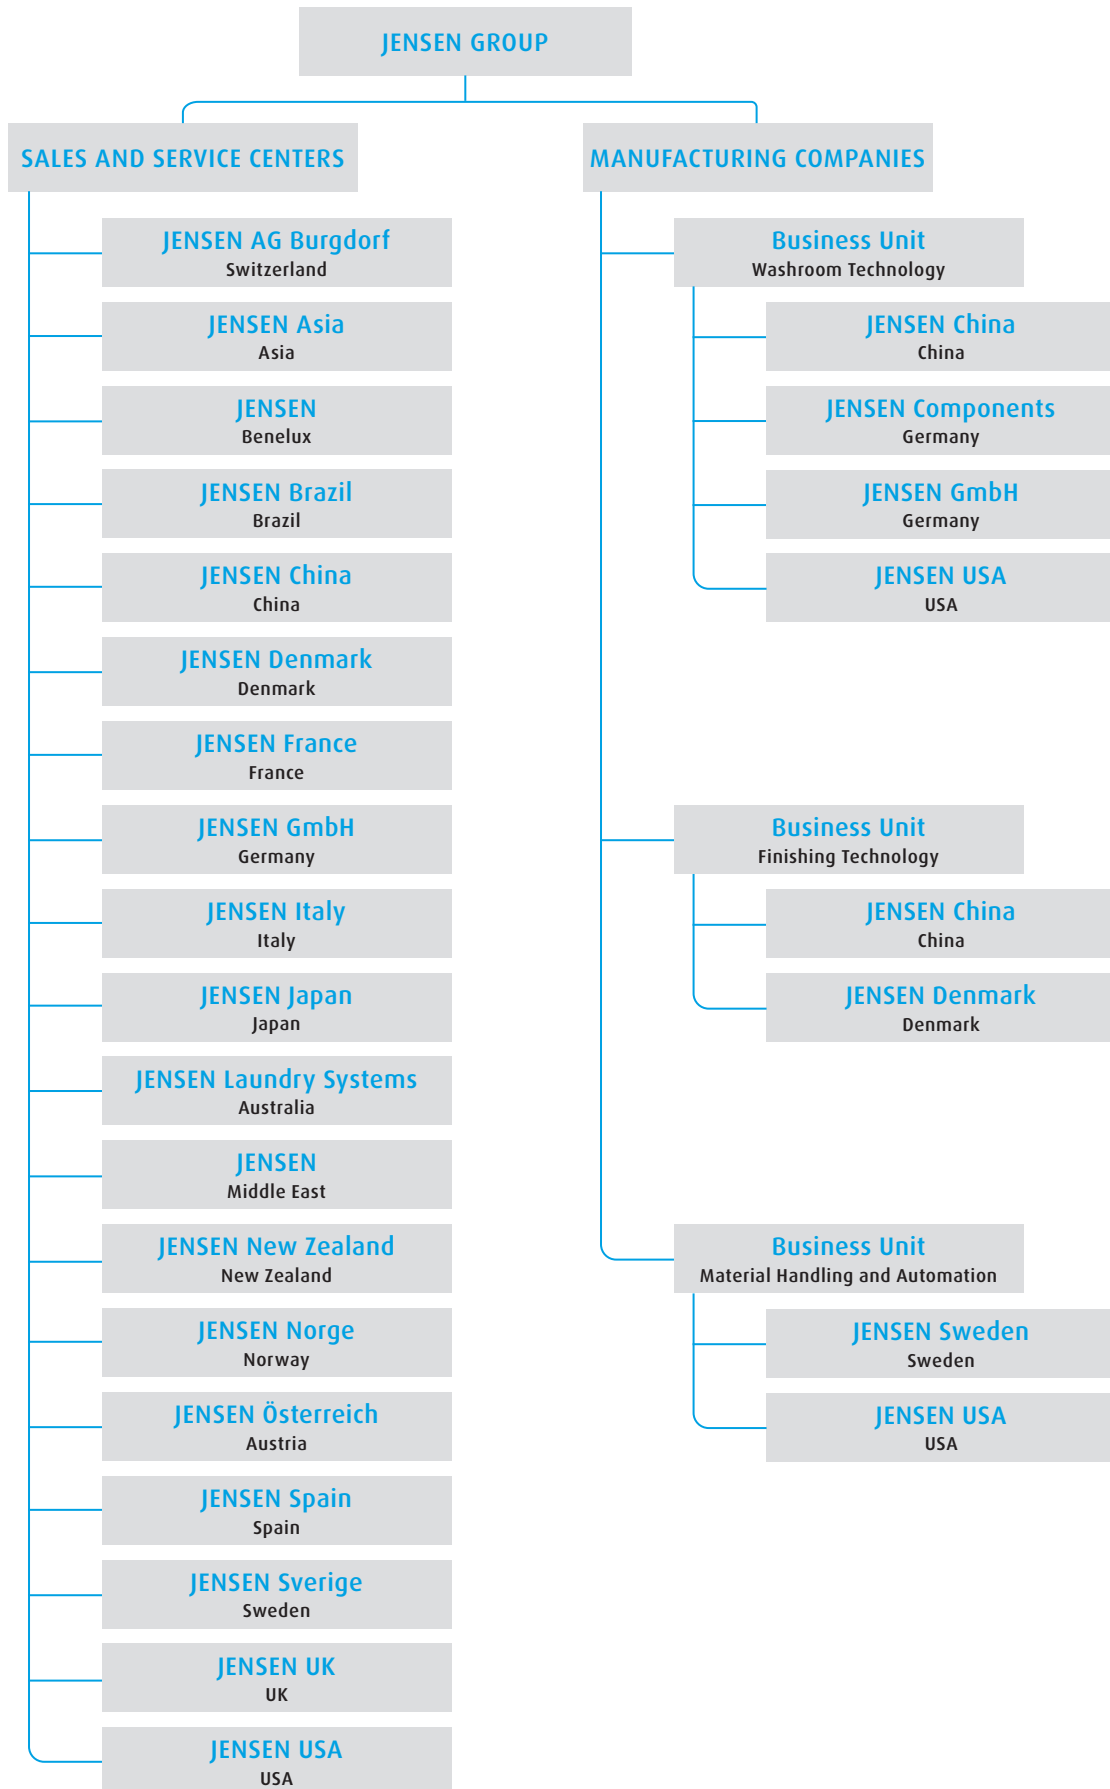 JENSEN GROUP
SALES AND SERVICE CENTERS
JENSEN AG Burgdorf
Switzerland
JENSEN Asia
Asia
JENSEN
Benelux
JENSEN Brazil
Brazil
JENSEN China
China
JENSEN Denmark
Denmark
JENSEN France
France
JENSEN GmbH
Germany
JENSEN Italy
Italy
JENSEN Japan
Japan
JENSEN Laundry Systems
Australia
JENSEN
Middle East
JENSEN New Zealand
New Zealand
JENSEN Norge
Norway
JENSEN Österreich
Austria
JENSEN Spain
Spain
JENSEN Sverige
Sweden
JENSEN UK
UK
JENSEN USA
USA
MANUFACTURING COMPANIES
Business Unit
Washroom Technology
JENSEN China
China
JENSEN Components
Germany
JENSEN GmbH
Germany
JENSEN USA
USA
Business Unit
Finishing Technology
JENSEN China
China
JENSEN Denmark
Denmark
Business Unit
Material Handling and Automation
JENSEN Sweden
Sweden
JENSEN USA
USA